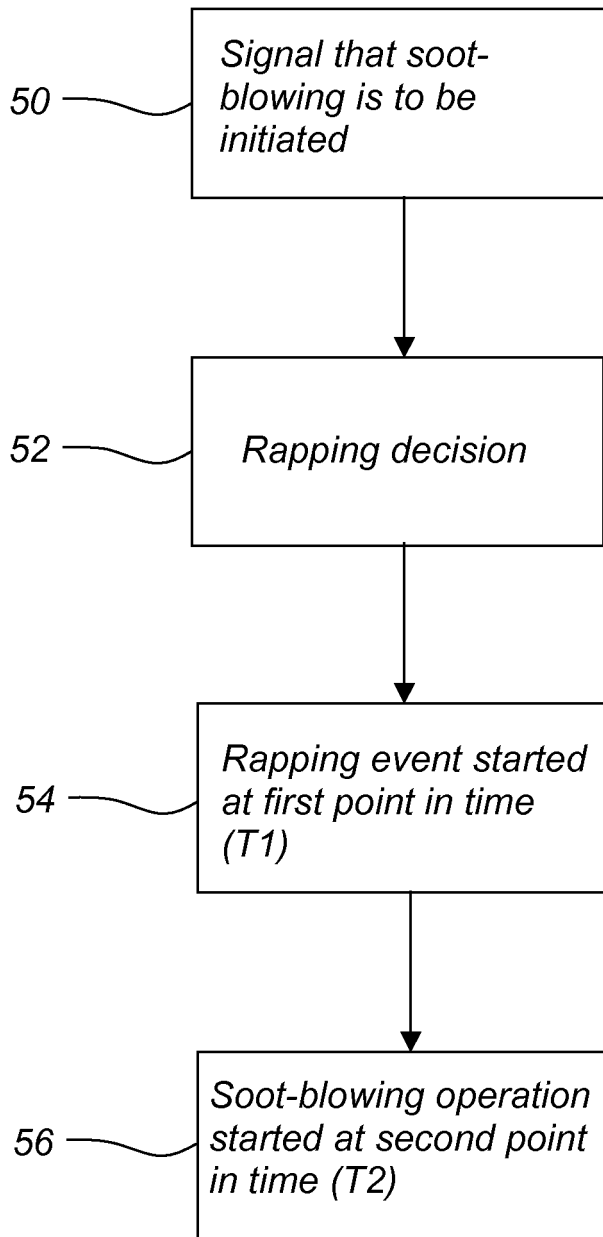 Signal that soot-
blowing is to be
initiated
50
Rapping decision
52
Rapping event started
at first point in time
(T1)
54
Soot-blowing operation
started at second point
in time (T2)
56